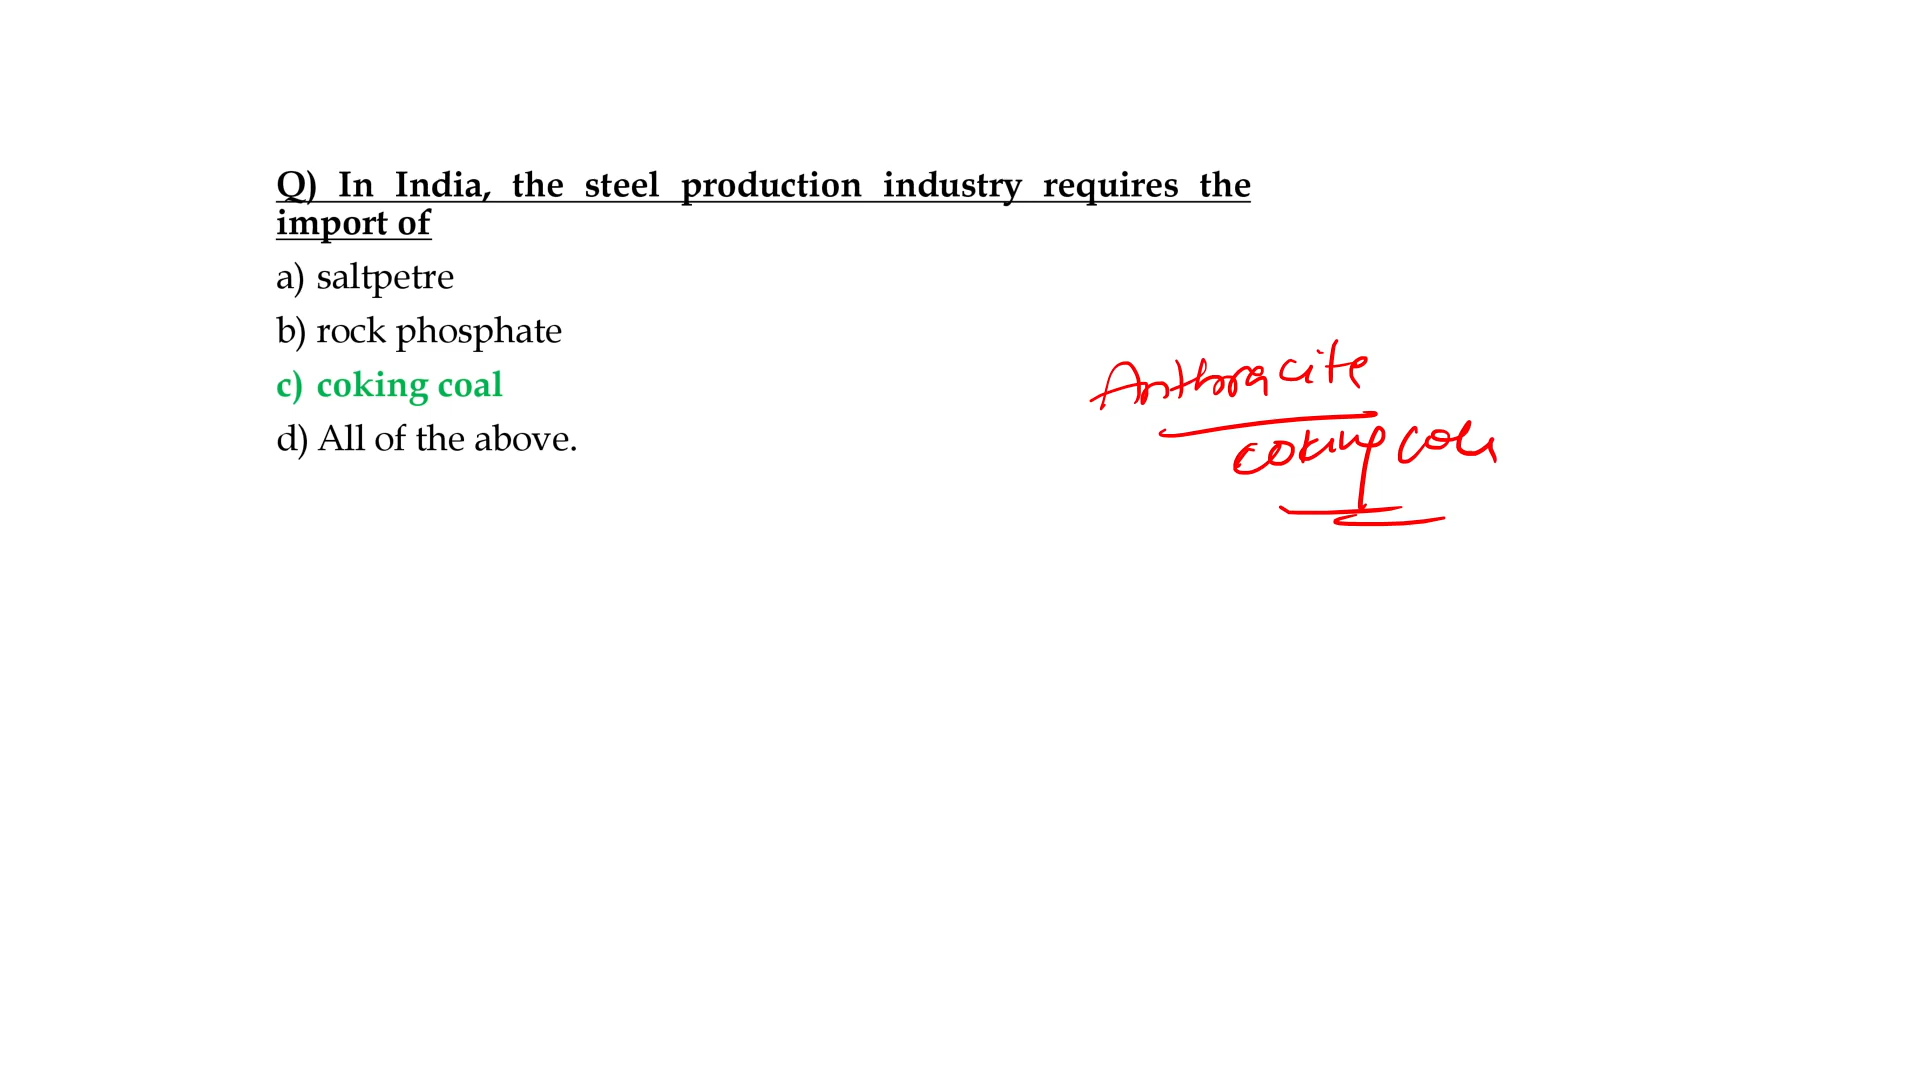 Q) In India, the steel production industry requires the
import of
a) saltpetre
b) rock phosphate
c) coking coal
d) All of the above.
Anthracite
coking coal